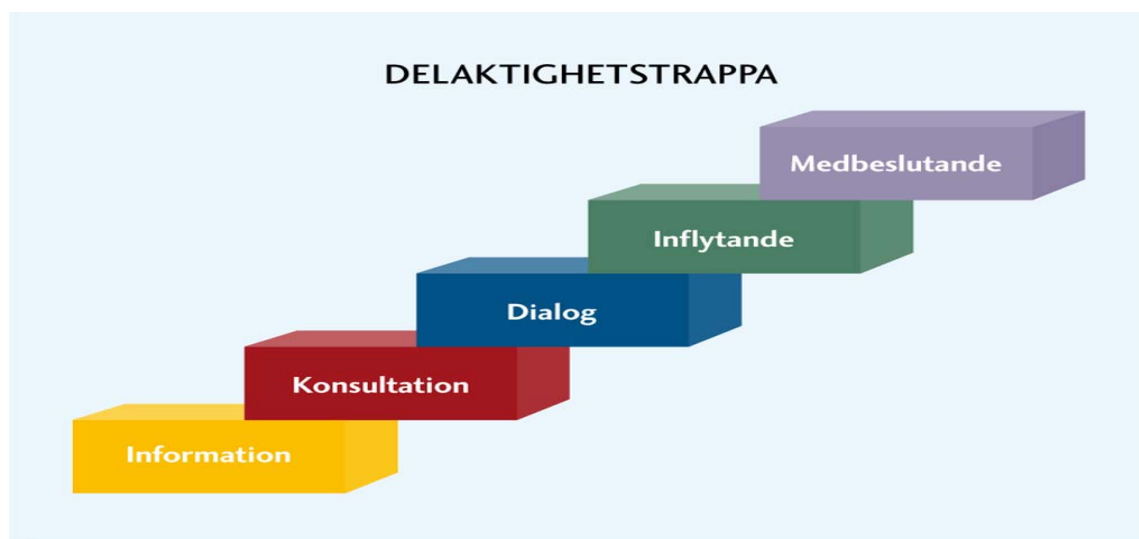 DELAKTIGHETSTRAPPA
Medbeslutande
Inflytande
Dialog
Konsultation
Information